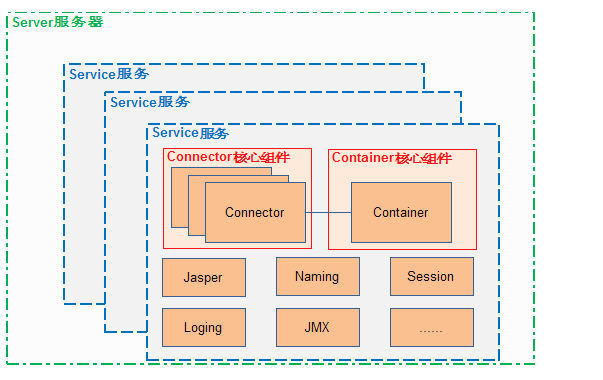 Server服务器
Service服务
Service服务
Service服务
Connector核心组件
Container核心组件
Connector
Container
Jasper
Naming
Session
Loging
JMX
......